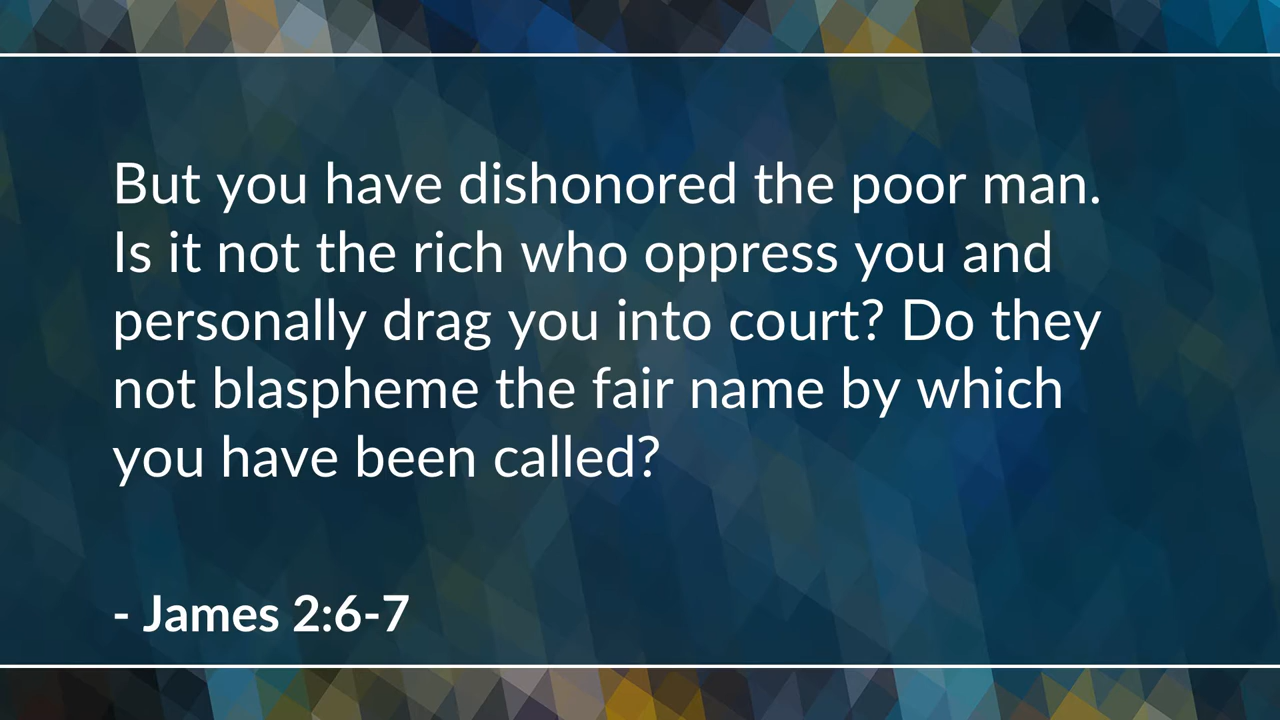 But you have dishonored the poor man.
Is it not the rich who oppress you and
personally drag you into court? Do they
not blaspheme the fair name by which
you have been called?
- James 2:6-7